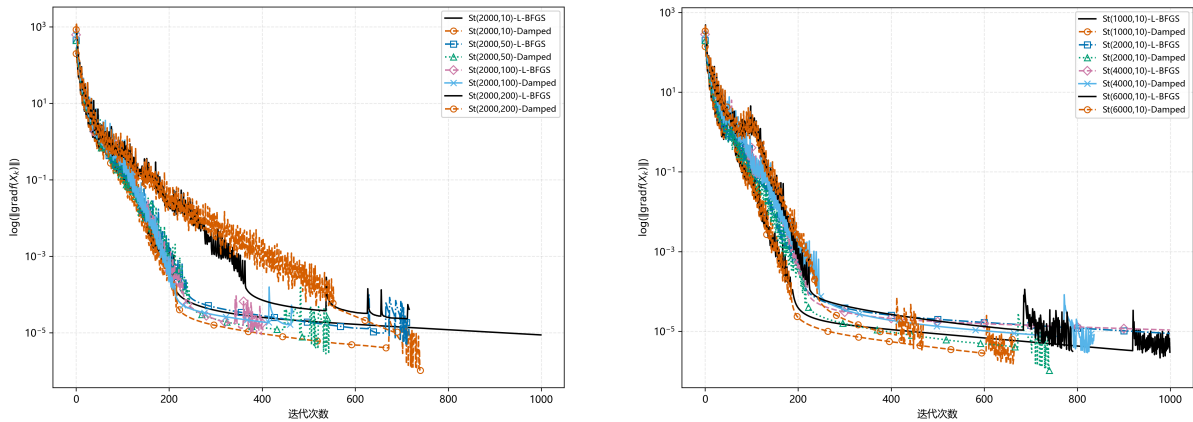 St(2000,10)-L-BFGS
St(2000,10)-Damped
St(2000,50)-L-BFGS
St(2000,50)-Damped
St(2000,100)-L-BFGS
St(2000,100)-Damped
St(2000,200)-L-BFGS
St(2000,200)-Damped
10³
10¹
10⁻¹
10⁻³
10⁻⁵
log(‖gradf(Xₖ)‖)
0 200 400 600 800 1000
迭代次数
St(1000,10)-L-BFGS
St(1000,10)-Damped
St(2000,10)-L-BFGS
St(2000,10)-Damped
St(4000,10)-L-BFGS
St(4000,10)-Damped
St(6000,10)-L-BFGS
St(6000,10)-Damped
10³
10¹
10⁻¹
10⁻³
10⁻⁵
log(‖gradf(Xₖ)‖)
0 200 400 600 800 1000
迭代次数